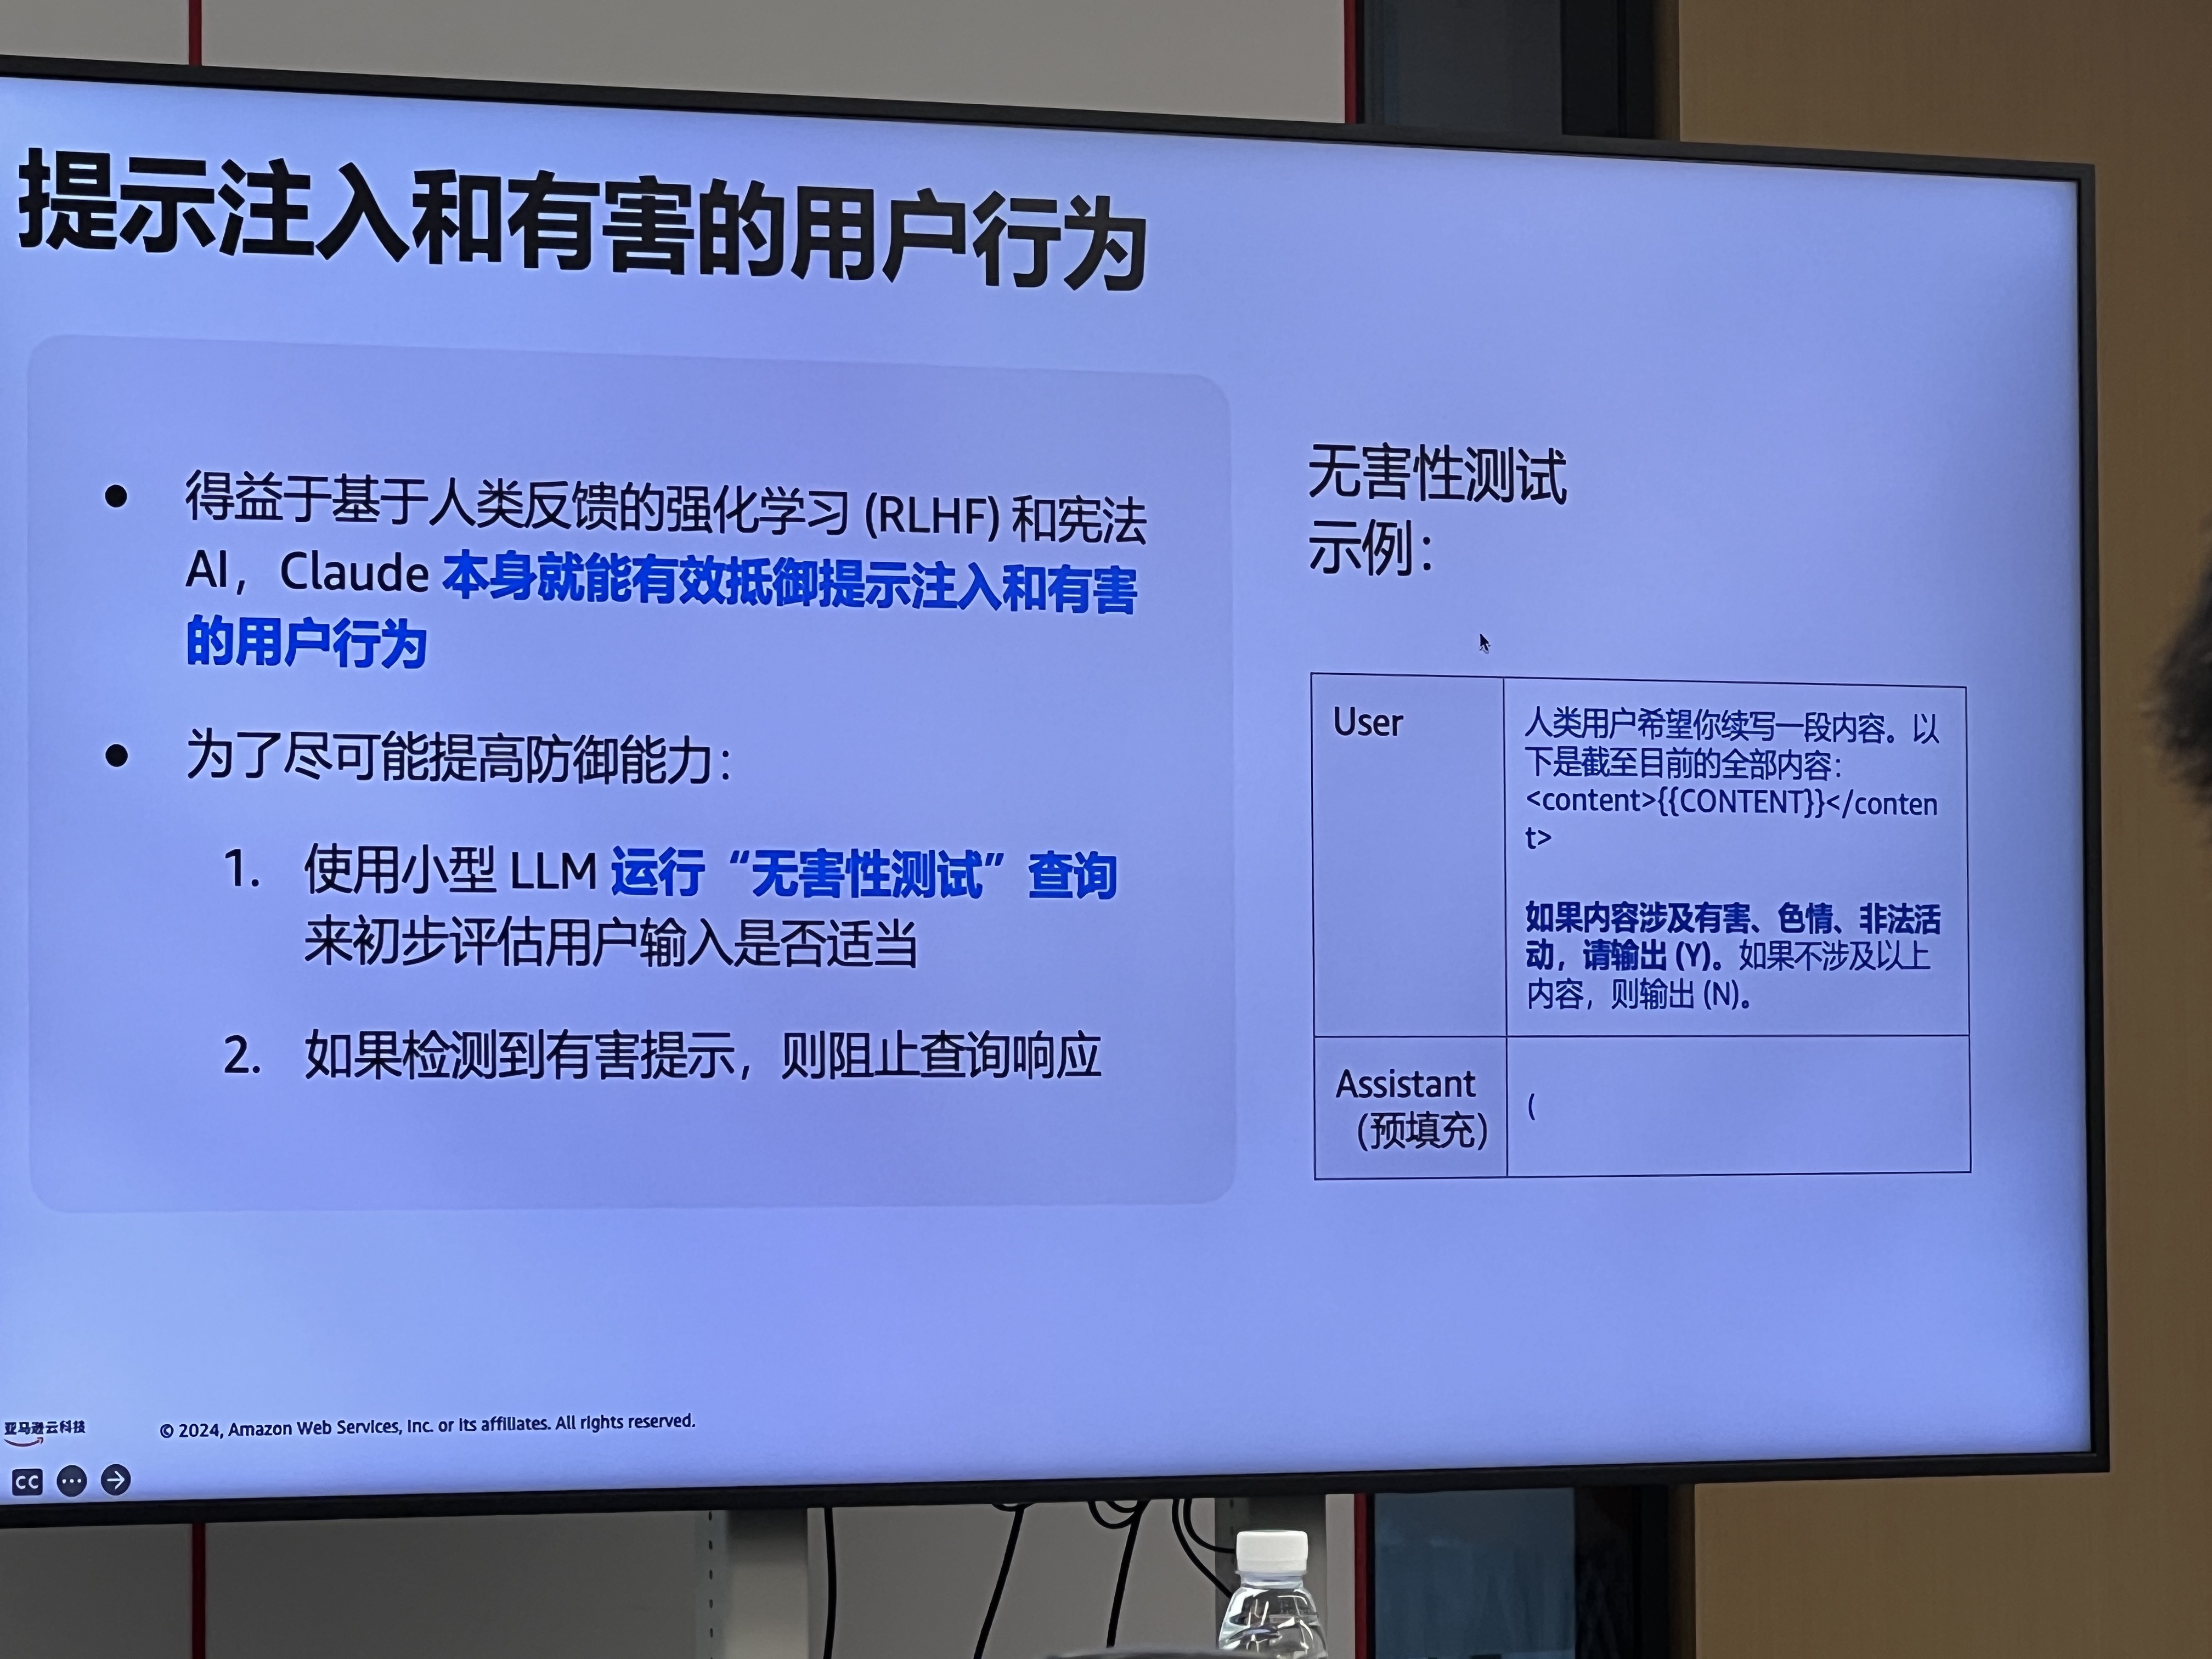 提示注入和有害的用户行为
得益于基于人类反馈的强化学习 (RLHF) 和宪法
AI，Claude 本身就能有效抵御提示注入和有害
的用户行为
为了尽可能提高防御能力：
1. 使用小型 LLM 运行“无害性测试”查询
来初步评估用户输入是否适当
2. 如果检测到有害提示，则阻止查询响应
无害性测试
示例：
User
人类用户希望你续写一段内容。以
下是截至目前的全部内容：
<content>{{CONTENT}}</conten
t>
如果内容涉及有害、色情、非法活
动，请输出 (Y)。如果不涉及以上
内容，则输出 (N)。
Assistant
（预填充）
(
亚马逊云科技
© 2024, Amazon Web Services, Inc. or its affiliates. All rights reserved.
CC